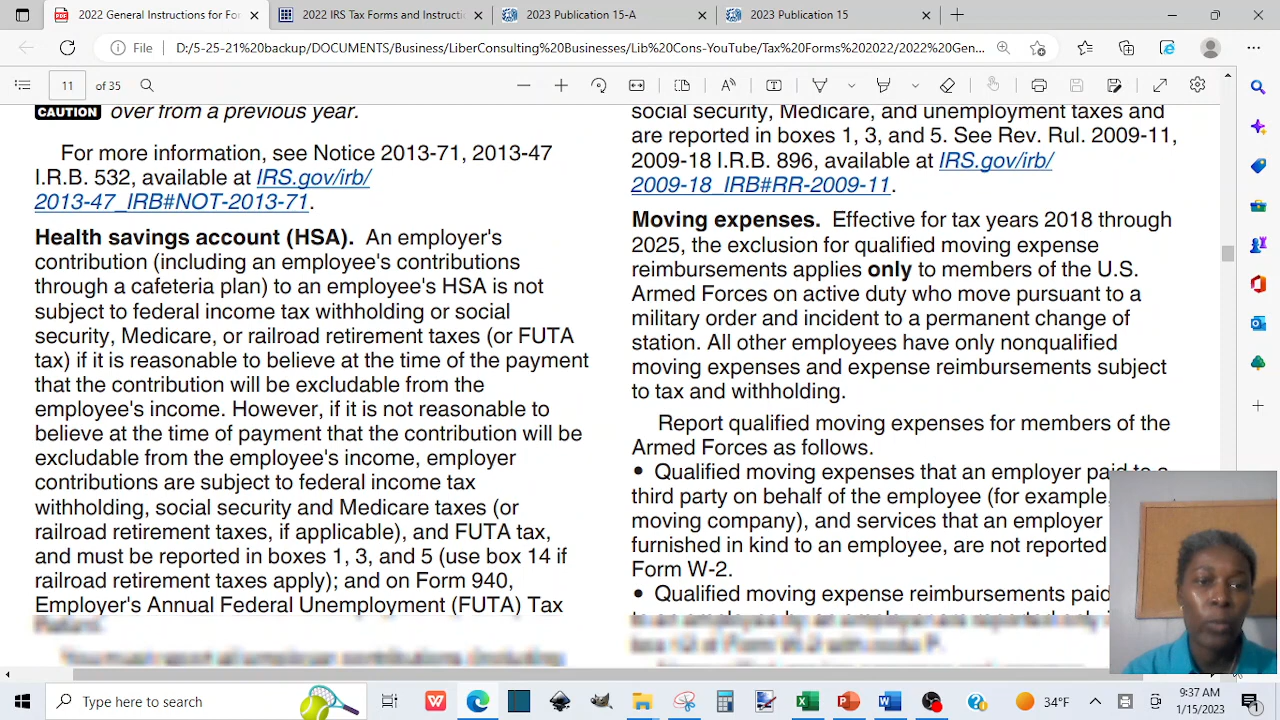 2022 General Instructions for For
2022 IRS Tax Forms and Instructi
2023 Publication 15-A
2023 Publication 15
File
D:/5-25-21 backup/DOCUMENTS/Business/LiberConsulting Businesses/Lib Cons-YouTube/Tax Forms %202022/2022%20Gen...
11 of 35
CAUTION over from a previous year.
For more information, see Notice 2013-71, 2013-47
I.R.B. 532, available at IRS.gov/irb/
2013-47_IRB#NOT-2013-71.
Health savings account (HSA). An employer's
contribution (including an employee's contributions
through a cafeteria plan) to an employee's HSA is not
subject to federal income tax withholding or social
security, Medicare, or railroad retirement taxes (or FUTA
tax) if it is reasonable to believe at the time of the payment
that the contribution will be excludable from the
employee's income. However, if it is not reasonable to
believe at the time of payment that the contribution will be
excludable from the employee's income, employer
contributions are subject to federal income tax
withholding, social security and Medicare taxes (or
railroad retirement taxes, if applicable), and FUTA tax,
and must be reported in boxes 1, 3, and 5 (use box 14 if
railroad retirement taxes apply); and on Form 940,
Employer's Annual Federal Unemployment (FUTA) Tax
social security, Medicare, and unemployment taxes and
are reported in boxes 1, 3, and 5. See Rev. Rul. 2009-11,
2009-18 I.R.B. 896, available at IRS.gov/irb/
2009-18_IRB#RR-2009-11.
Moving expenses. Effective for tax years 2018 through
2025, the exclusion for qualified moving expense
reimbursements applies only to members of the U.S.
Armed Forces on active duty who move pursuant to a
military order and incident to a permanent change of
station. All other employees have only nonqualified
moving expenses and expense reimbursements subject
to tax and withholding.
Report qualified moving expenses for members of the
Armed Forces as follows.
• Qualified moving expenses that an employer paid to a
third party on behalf of the employee (for example,
moving company), and services that an employer
furnished in kind to an employee, are not reported
Form W-2.
• Qualified moving expense reimbursements paid
Type here to search
34°F
9:37 AM
1/15/2023